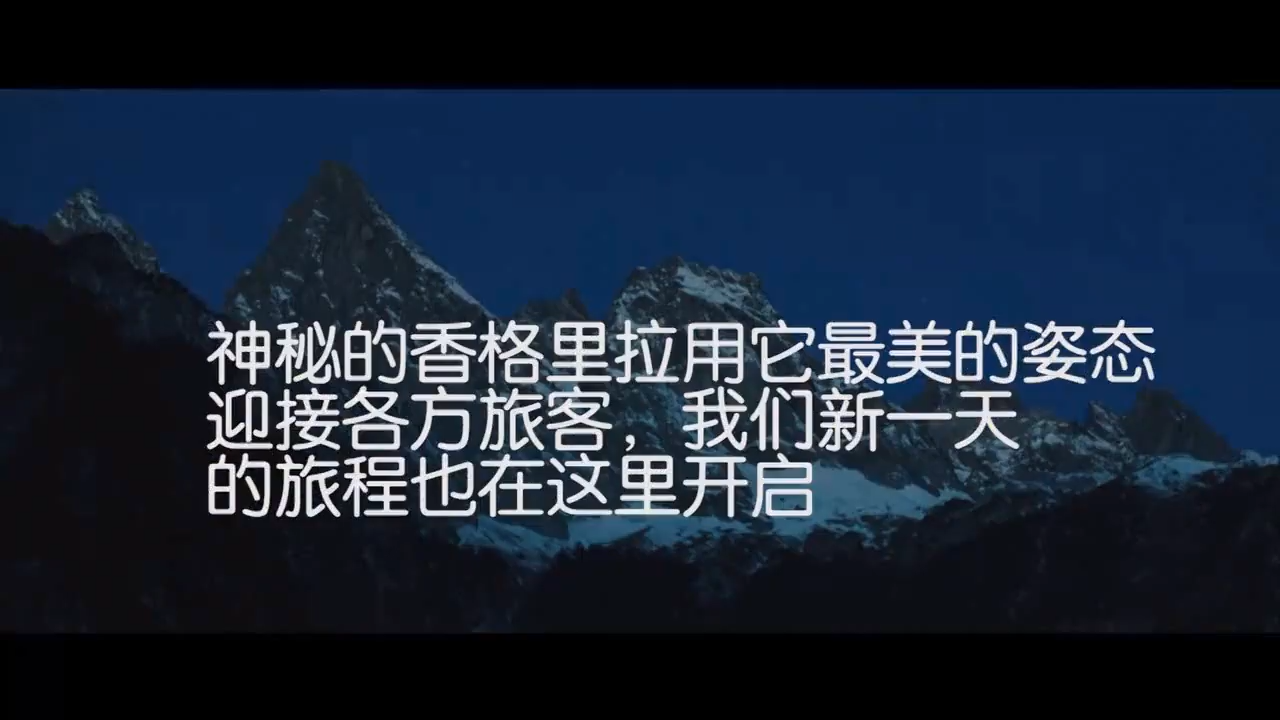 神秘的香格里拉用它最美的姿态
迎接各方旅客，我们新一天
的旅程也在这里开启